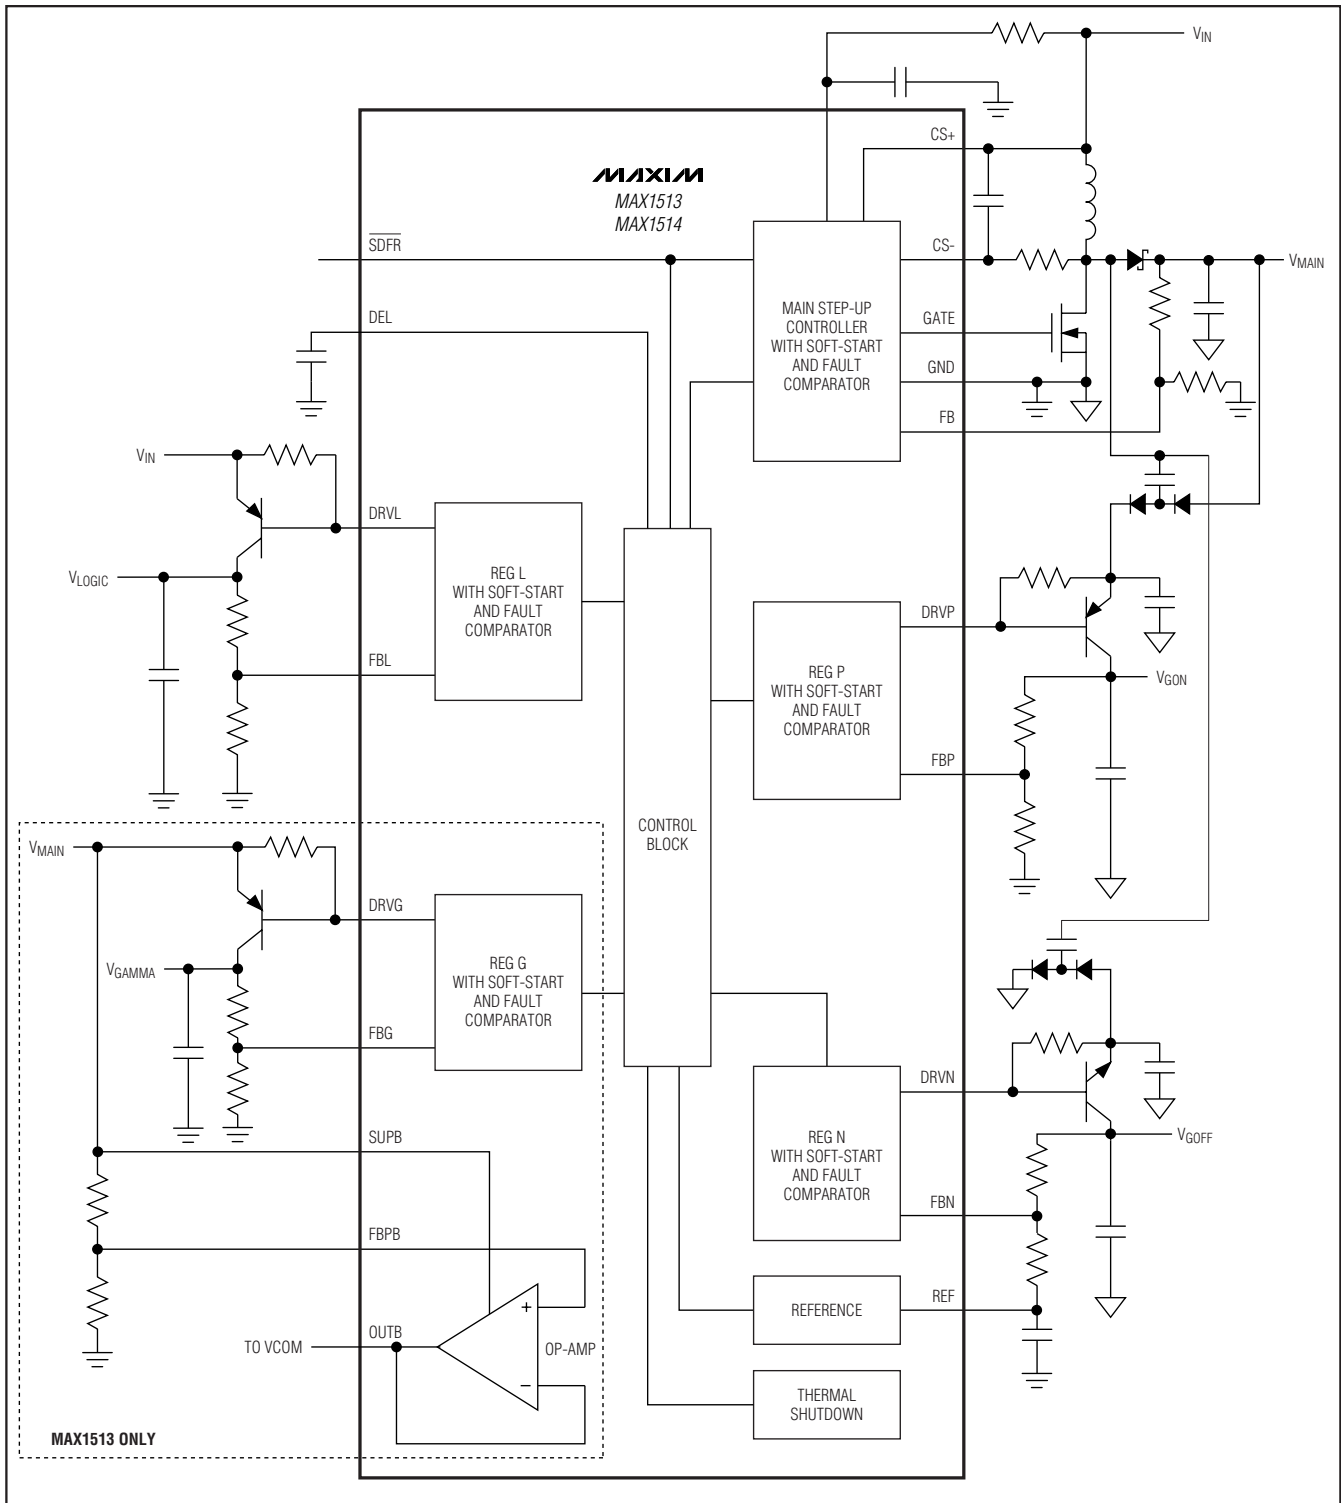 VIN
CS+
MAXIM
MAX1513
MAX1514
SDFR
CS-
VMAIN
MAIN STEP-UP
CONTROLLER
WITH SOFT-START
AND FAULT
COMPARATOR
DEL
GATE
GND
FB
VIN
DRVL
REG L
WITH SOFT-START
AND FAULT
COMPARATOR
VLOGIC
FBL
DRVP
REG P
WITH SOFT-START
AND FAULT
COMPARATOR
VGON
FBP
CONTROL
BLOCK
VMAIN
DRVG
REG G
WITH SOFT-START
AND FAULT
COMPARATOR
VGAMMA
FBG
DRVN
REG N
WITH SOFT-START
AND FAULT
COMPARATOR
VGOFF
FBN
SUPB
FBPB
+
REFERENCE
REF
OUTB
TO VCOM
OP-AMP
−
THERMAL
SHUTDOWN
MAX1513 ONLY